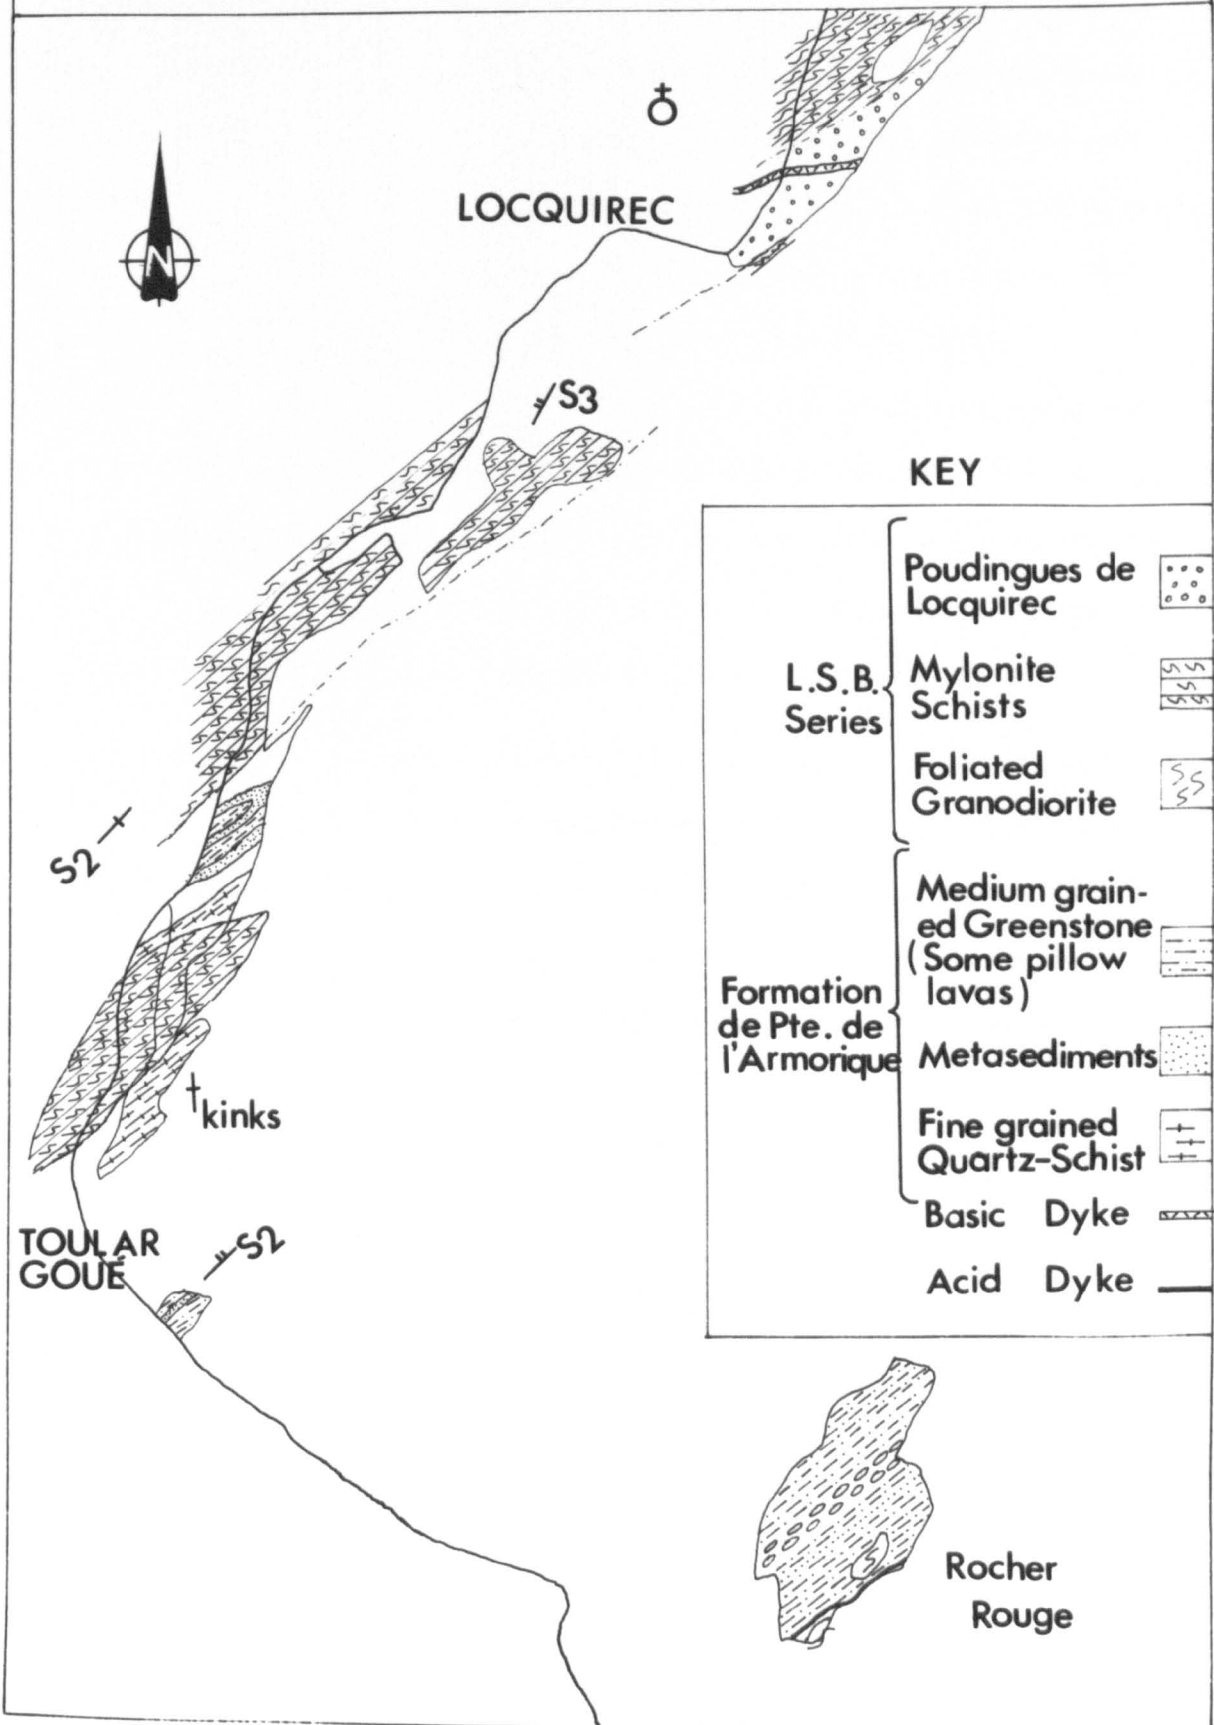 N
LOCQUIREC
S3
S2
kinks
TOUL AR
GOUÉ
S2
KEY
L.S.B.
Series
Poudingues de
Locquirec
Mylonite
Schists
Foliated
Granodiorite
Formation
de Pte. de
l'Armorique
Medium grain-
ed Greenstone
(Some pillow
lavas)
Metasediments
Fine grained
Quartz-Schist
Basic Dyke
Acid Dyke
Rocher
Rouge